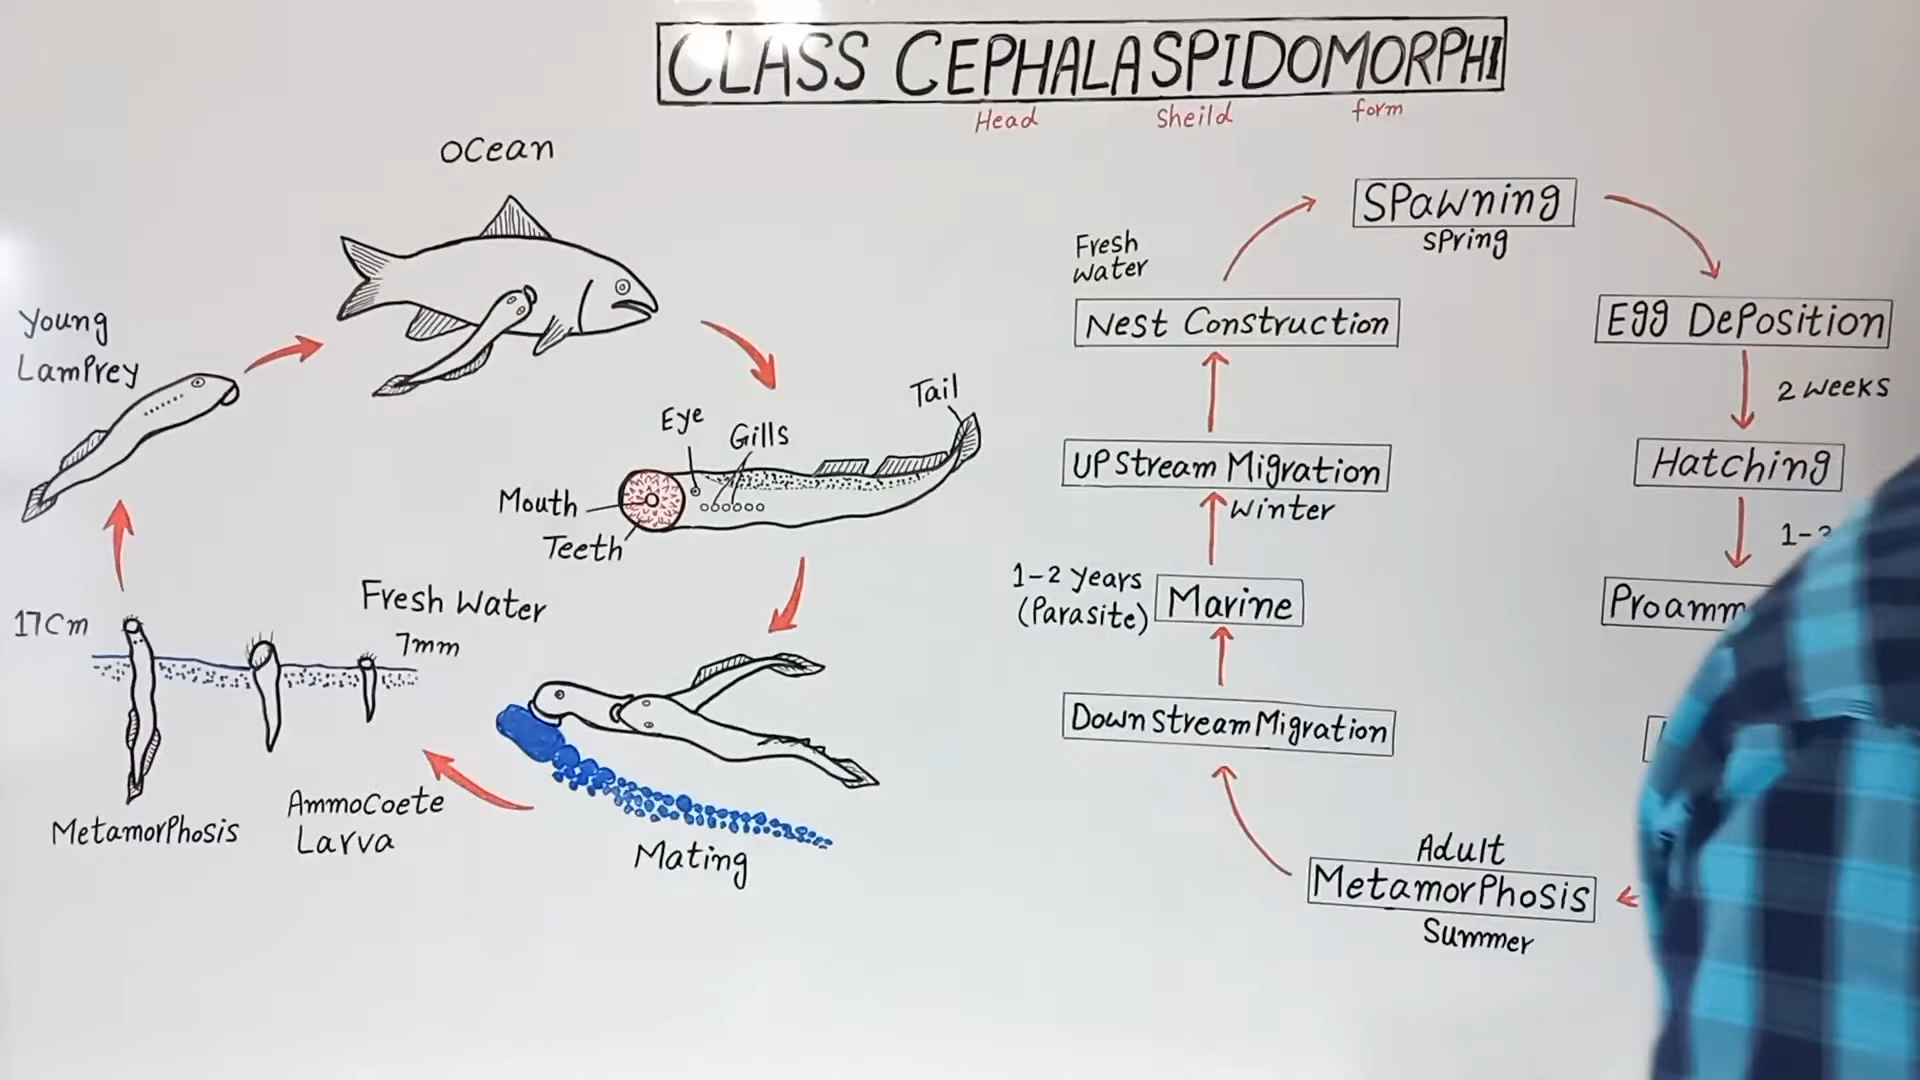 CLASS CEPHALASPIDOMORPHI
Head Sheild form
Ocean
Young
Lamprey
Eye
Gills
Tail
Mouth
Teeth
17Cm
Fresh Water
7mm
Metamorphosis
Ammocoete
Larva
Mating
Spawning
spring
Fresh
water
Nest Construction
Egg Deposition
2 weeks
Upstream Migration
Winter
Hatching
1-2 years
(Parasite)
Marine
Down stream Migration
Adult
Metamorphosis
Summer